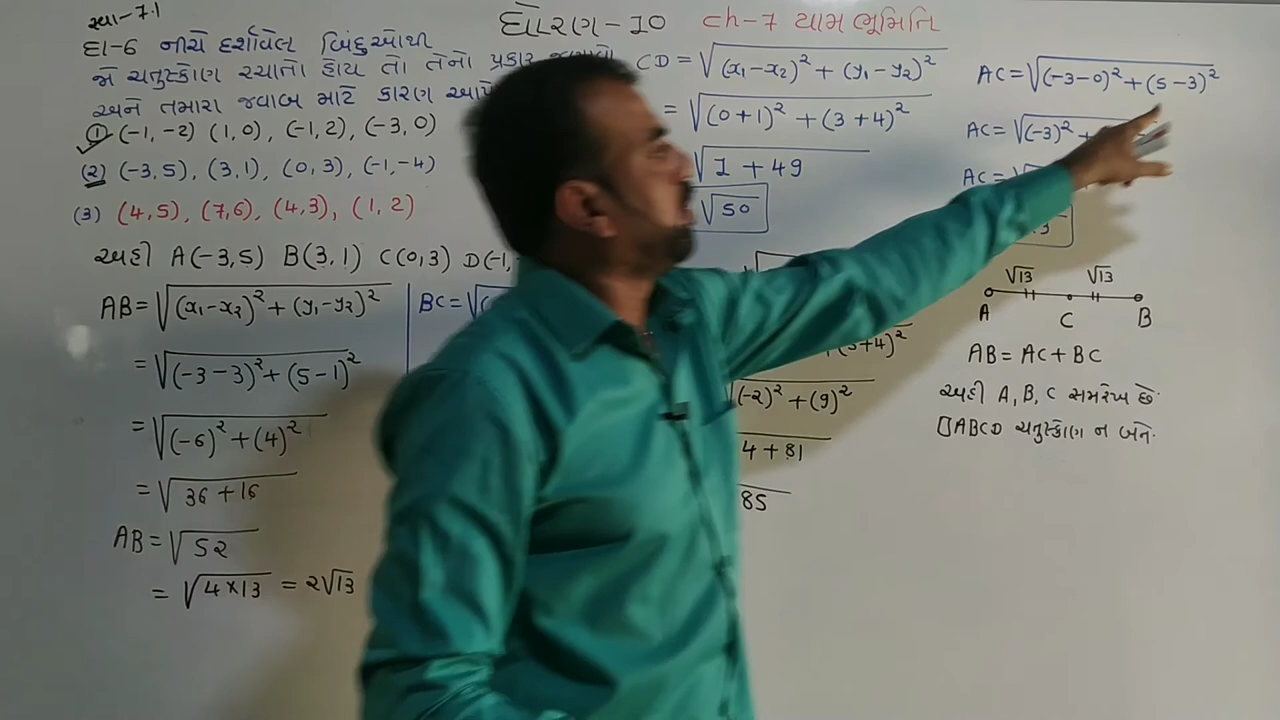 સ્વા-7.1
ધોરણ-10 ch-7 યામ ભૂમિતિ
દા-6 નીચે દર્શાવેલ બિંદુઓથી
જો ચતુષ્કોણ રચાતો હોય તો તેનો પ્રકાર
અને તમારા જવાબ માટે કારણ આપો
① (-1, -2) (1, 0), (-1, 2), (-3, 0)
(2) (-3, 5), (3, 1), (0, 3), (-1, -4)
(3) (4, 5), (7, 6), (4, 3), (1, 2)
અહીં A(-3, 5) B(3, 1) C(0, 3) D(-1,
AB = √(x₁-x₂)² + (y₁-y₂)²
= √(-3-3)² + (5-1)²
= √(-6)² + (4)²
= √36 + 16
AB = √52
= √4×13 = 2√13
BC = √(
CD = √(x₁-x₂)² + (y₁-y₂)²
= √(0+1)² + (3+4)²
√1 + 49
√50
+4)²
√(-2)² + (9)²
4 + 81
85
AC = √(-3-0)² + (5-3)²
AC = √(-3)² +
AC = √
√13 √13
A C B
AB = AC + BC
અહીં A, B, C સમરેખ છે.
□ABCD ચતુષ્કોણ ન બને.